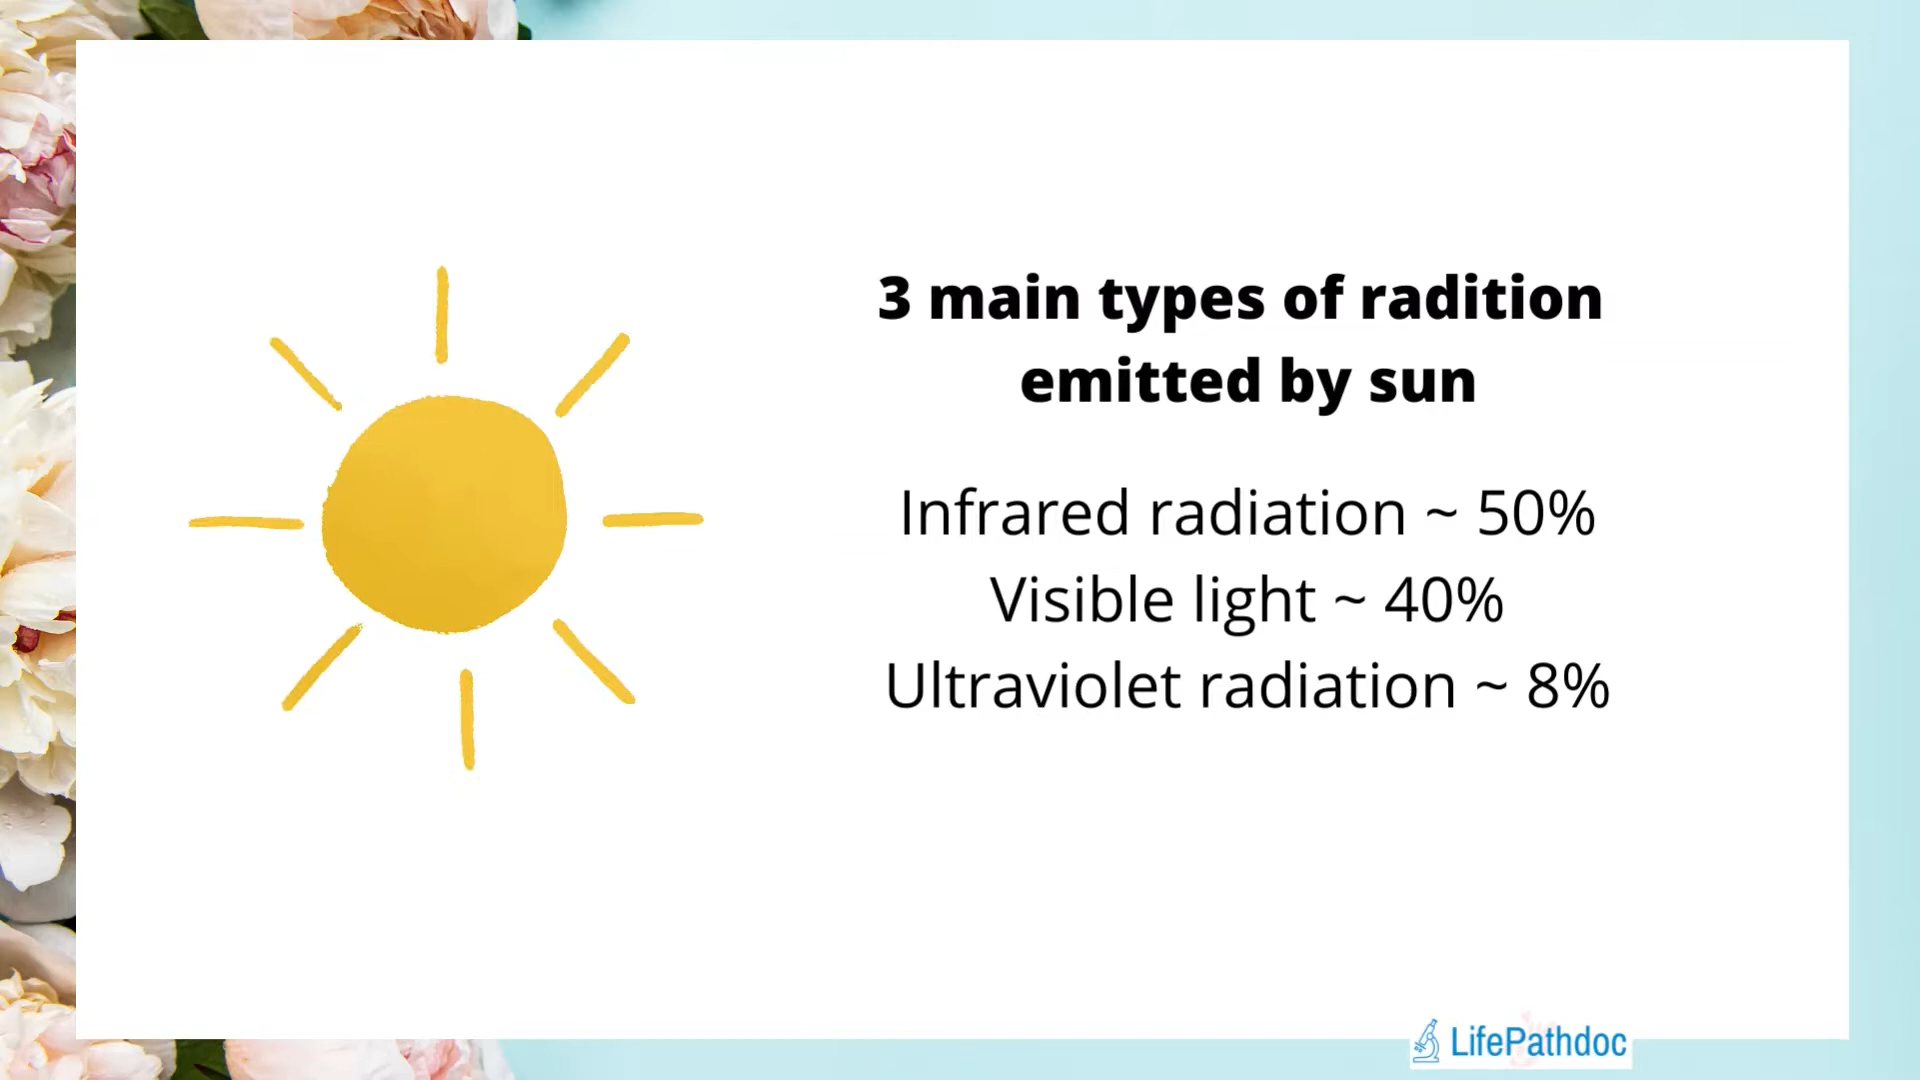 3 main types of radition
emitted by sun
Infrared radiation ~ 50%
Visible light ~ 40%
Ultraviolet radiation ~ 8%
LifePathdoc